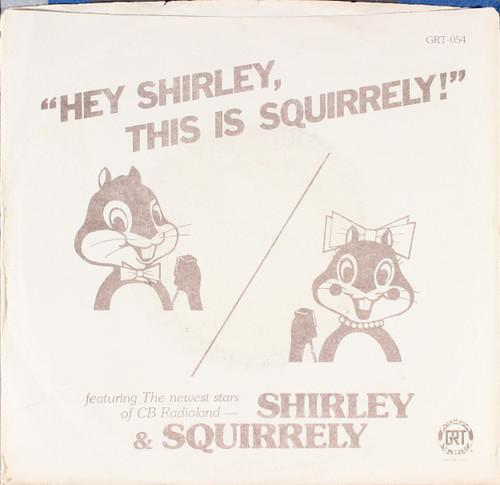 GRT-054
"HEY SHIRLEY,
THIS IS SQUIRRELY!"
featuring The newest stars
of CB Radioland — SHIRLEY
& SQUIRRELY
GRT